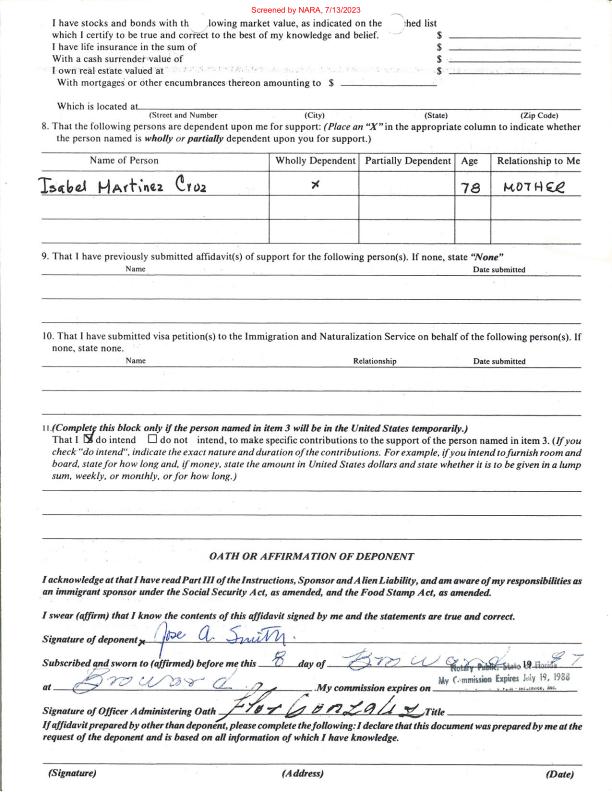 Screened by NARA, 7/13/2023
I have stocks and bonds with th lowing market value, as indicated on the hed list
which I certify to be true and correct to the best of my knowledge and belief. $
I have life insurance in the sum of $
With a cash surrender value of $
I own real estate valued at $
With mortgages or other encumbrances thereon amounting to $
Which is located at
(Street and Number) (City) (State) (Zip Code)
8. That the following persons are dependent upon me for support: (Place an "X" in the appropriate column to indicate whether
the person named is wholly or partially dependent upon you for support.)
Name of Person Wholly Dependent Partially Dependent Age Relationship to Me
Isabel Martinez Cruz x 78 MOTHER
9. That I have previously submitted affidavit(s) of support for the following person(s). If none, state "None"
Name Date submitted
10. That I have submitted visa petition(s) to the Immigration and Naturalization Service on behalf of the following person(s). If
none, state none.
Name Relationship Date submitted
11.(Complete this block only if the person named in item 3 will be in the United States temporarily.)
That I ☒ do intend ☐ do not intend, to make specific contributions to the support of the person named in item 3. (If you
check "do intend", indicate the exact nature and duration of the contributions. For example, if you intend to furnish room and
board, state for how long and, if money, state the amount in United States dollars and state whether it is to be given in a lump
sum, weekly, or monthly, or for how long.)
OATH OR AFFIRMATION OF DEPONENT
I acknowledge at that I have read Part III of the Instructions, Sponsor and Alien Liability, and am aware of my responsibilities as
an immigrant sponsor under the Social Security Act, as amended, and the Food Stamp Act, as amended.
I swear (affirm) that I know the contents of this affidavit signed by me and the statements are true and correct.
Signature of deponent x Jose A. Smith.
Subscribed and sworn to (affirmed) before me this 8 day of Broward 19 87
Notary Public, State Florida
at Broward .My commission expires on
My Commission Expires July 19, 1988
Signature of Officer Administering Oath Flor Gonzalez Title
If affidavit prepared by other than deponent, please complete the following: I declare that this document was prepared by me at the
request of the deponent and is based on all information of which I have knowledge.
(Signature) (Address) (Date)